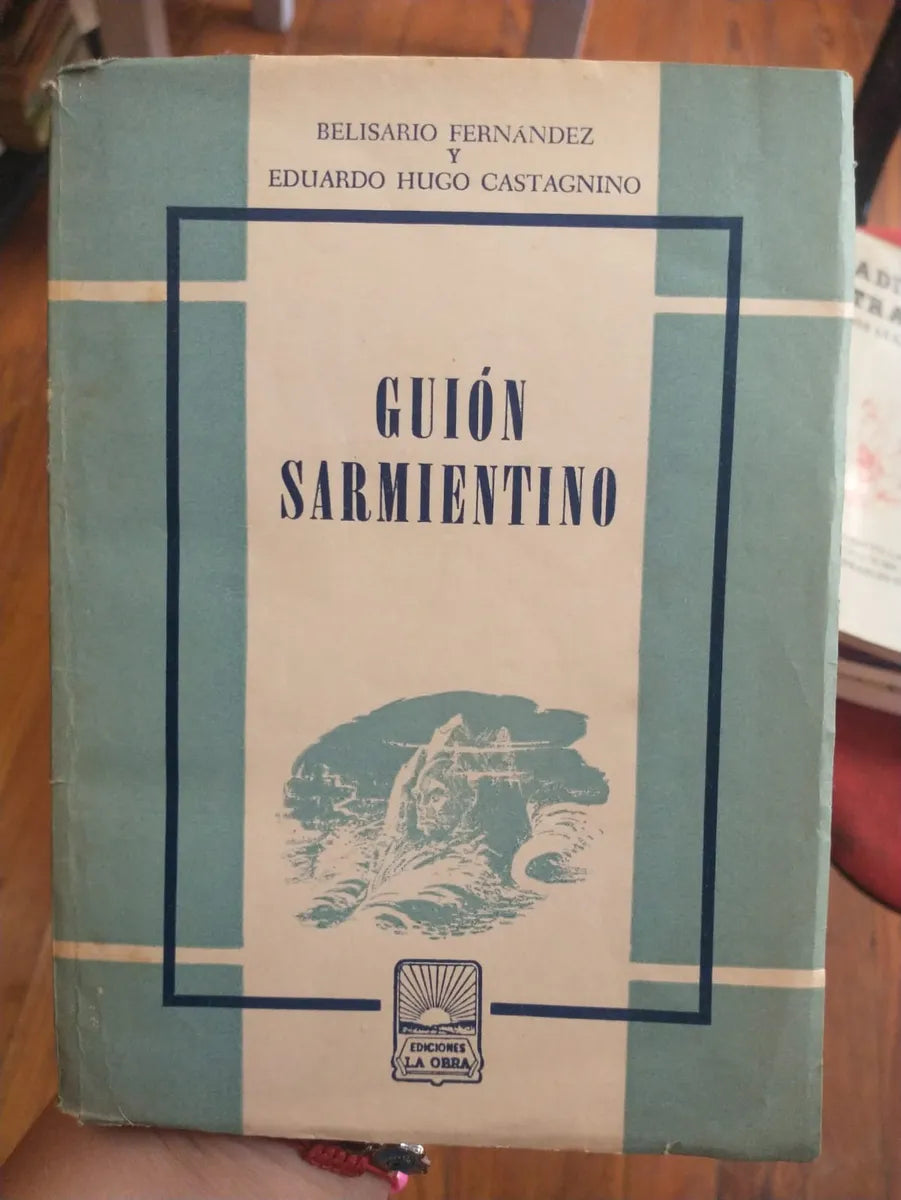 BELISARIO FERNÁNDEZ
Y
EDUARDO HUGO CASTAGNINO
GUIÓN
SARMIENTINO
EDICIONES
LA OBRA